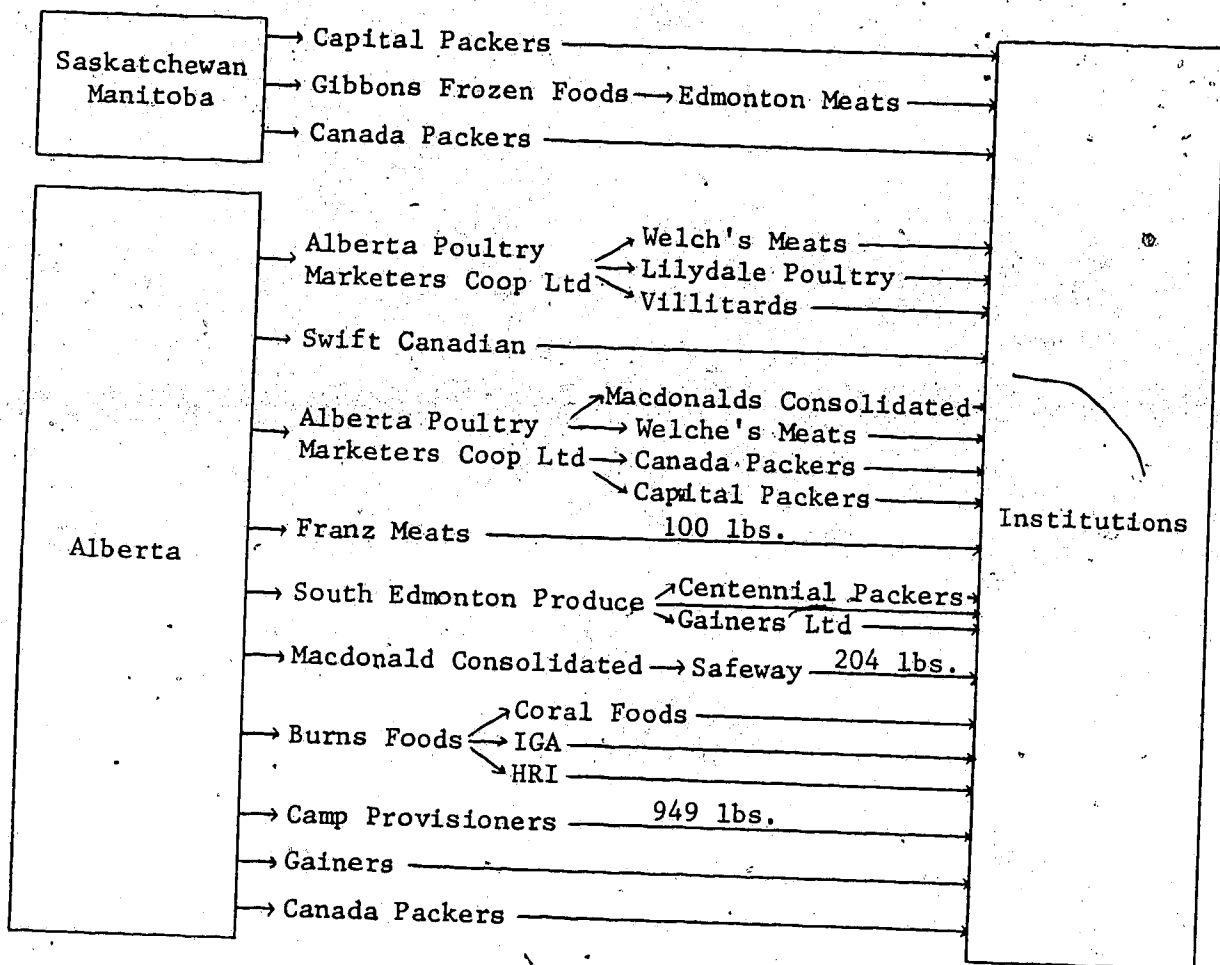 Saskatchewan
Manitoba
Capital Packers
Gibbons Frozen Foods Edmonton Meats
Canada Packers
Alberta
Alberta Poultry
Marketers Coop Ltd
Welch's Meats
Lilydale Poultry
Villitards
Swift Canadian
Alberta Poultry
Marketers Coop Ltd
Macdonalds Consolidated
Welche's Meats
Canada Packers
Capital Packers
Franz Meats 100 lbs.
South Edmonton Produce
Centennial Packers
Gainers Ltd
Macdonald Consolidated Safeway 204 lbs.
Burns Foods
Coral Foods
IGA
HRI
Camp Provisioners 949 lbs.
Gainers
Canada Packers
Institutions